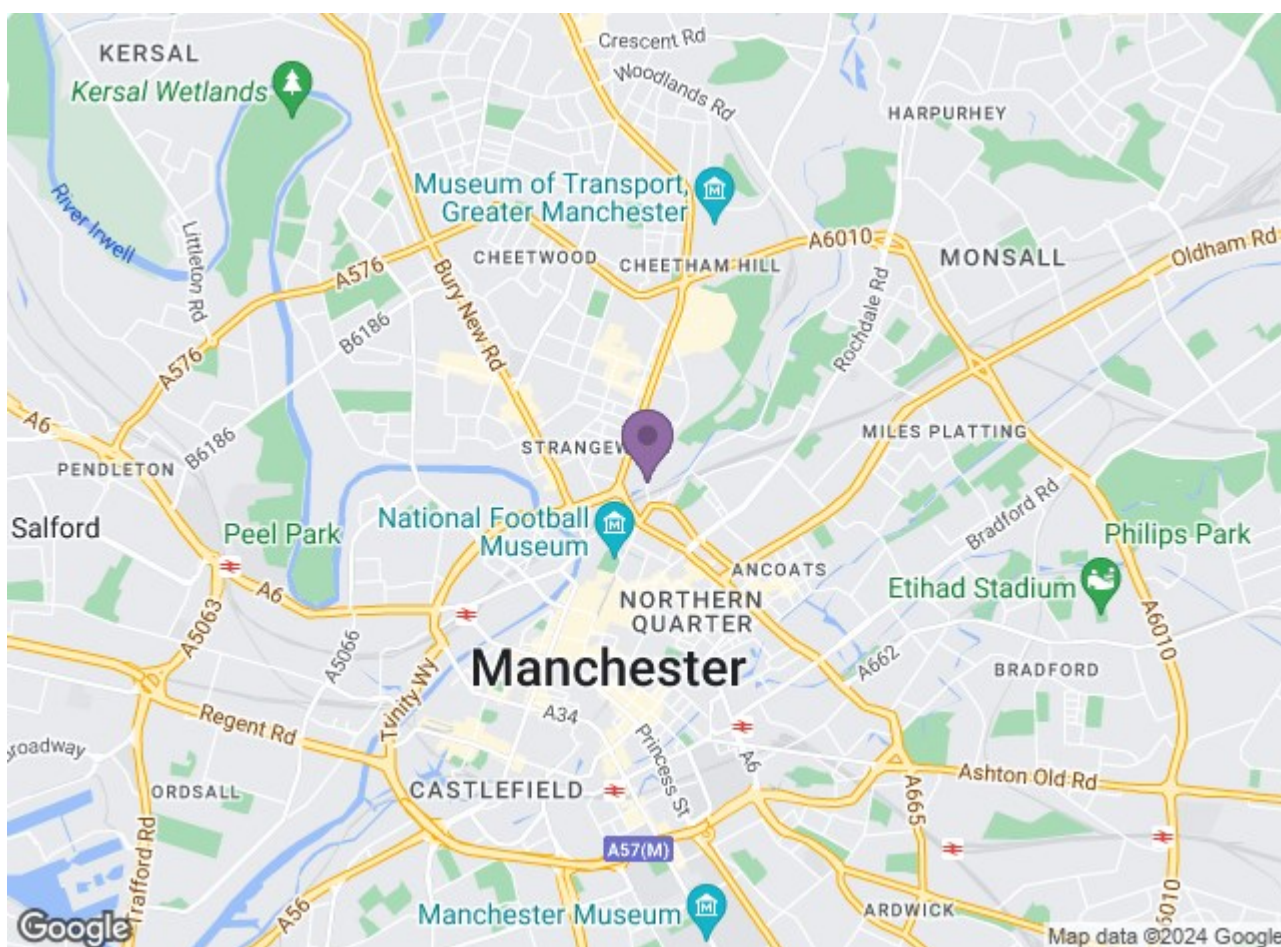 Crescent Rd
KERSAL
Woodlands Rd
Kersal Wetlands
HARPURHEY
Museum of Transport,
Greater Manchester
River Irwell
Littleton Rd
A6010
Oldham Rd
MONSALL
CHEETWOOD
CHEETHAM HILL
A576
Bury New Rd
B6186
Rochdale Rd
A576
A6
B6186
STRANGEW
MILES PLATTING
PENDLETON
Salford
Peel Park
National Football
Museum
Bradford Rd
Philips Park
ANCOATS
Etihad Stadium
A6
A5063
NORTHERN
QUARTER
A6010
A5066
A662
BRADFORD
Manchester
Trinity Wy
Regent Rd
A34
Princess St
A6
roadway
ORDSALL
CASTLEFIELD
Ashton Old Rd
A665
Trafford Rd
A57(M)
A56
Manchester Museum
ARDWICK
6010
Google
Map data ©2024 Google